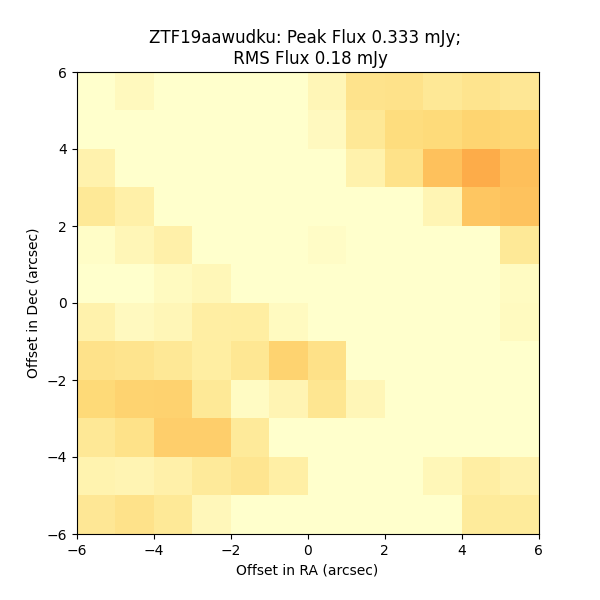 ZTF19aawudku: Peak Flux 0.333 mJy;
RMS Flux 0.18 mJy
6
4
2
0
−2
−4
−6
Offset in Dec (arcsec)
−6 −4 −2 0 2 4 6
Offset in RA (arcsec)